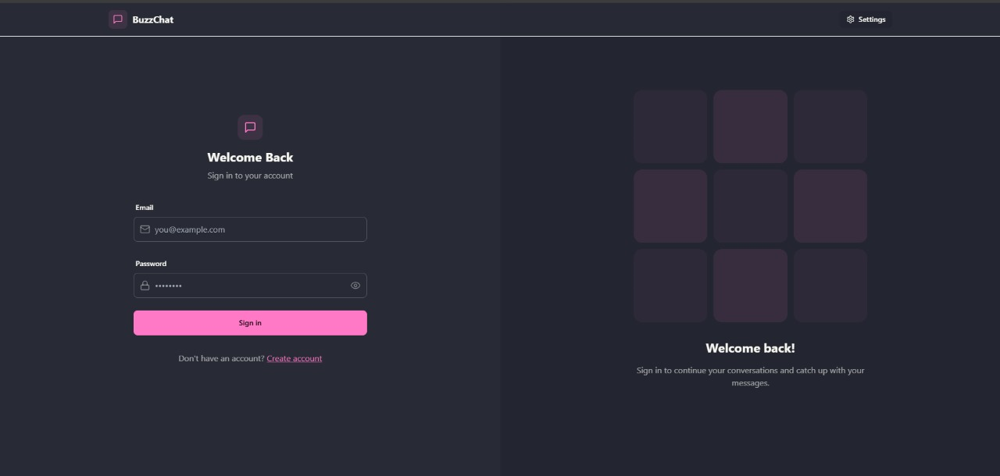 BuzzChat
Settings
Welcome Back
Sign in to your account
Email
you@example.com
Password
••••••••
Sign in
Don't have an account? Create account
Welcome back!
Sign in to continue your conversations and catch up with your
messages.